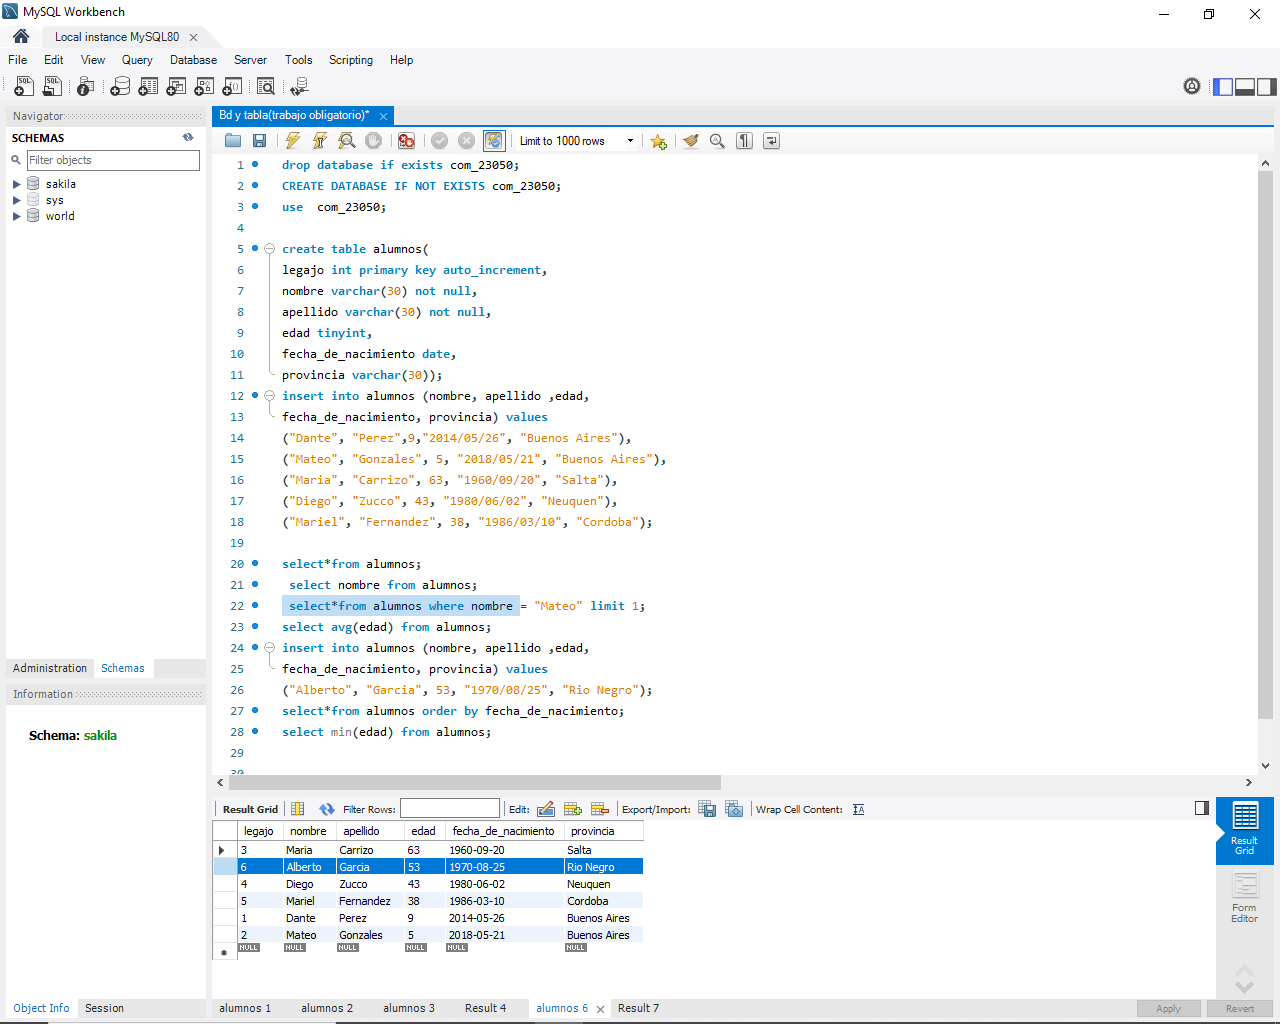 MySQL Workbench
Local instance MySQL80
File Edit View Query Database Server Tools Scripting Help
Navigator
SCHEMAS
Filter objects
sakila
sys
world
Administration Schemas
Information
Schema: sakila
Object Info Session
Bd y tabla(trabajo obligatorio)*
Limit to 1000 rows
1 drop database if exists com_23050;
2 CREATE DATABASE IF NOT EXISTS com_23050;
3 use  com_23050;
4
5 create table alumnos(
6 legajo int primary key auto_increment,
7 nombre varchar(30) not null,
8 apellido varchar(30) not null,
9 edad tinyint,
10 fecha_de_nacimiento date,
11 provincia varchar(30));
12 insert into alumnos (nombre, apellido ,edad,
13 fecha_de_nacimiento, provincia) values
14 ("Dante", "Perez",9,"2014/05/26", "Buenos Aires"),
15 ("Mateo", "Gonzales", 5, "2018/05/21", "Buenos Aires"),
16 ("Maria", "Carrizo", 63, "1960/09/20", "Salta"),
17 ("Diego", "Zucco", 43, "1980/06/02", "Neuquen"),
18 ("Mariel", "Fernandez", 38, "1986/03/10", "Cordoba");
19
20 select*from alumnos;
21 select nombre from alumnos;
22 select*from alumnos where nombre = "Mateo" limit 1;
23 select avg(edad) from alumnos;
24 insert into alumnos (nombre, apellido ,edad,
25 fecha_de_nacimiento, provincia) values
26 ("Alberto", "Garcia", 53, "1970/08/25", "Rio Negro");
27 select*from alumnos order by fecha_de_nacimiento;
28 select min(edad) from alumnos;
29
30
Result Grid Filter Rows: Edit: Export/Import: Wrap Cell Content:
legajo nombre apellido edad fecha_de_nacimiento provincia
3 Maria Carrizo 63 1960-09-20 Salta
6 Alberto Garcia 53 1970-08-25 Rio Negro
4 Diego Zucco 43 1980-06-02 Neuquen
5 Mariel Fernandez 38 1986-03-10 Cordoba
1 Dante Perez 9 2014-05-26 Buenos Aires
2 Mateo Gonzales 5 2018-05-21 Buenos Aires
NULL NULL NULL NULL NULL NULL
Result
Grid
Form
Editor
alumnos 1 alumnos 2 alumnos 3 Result 4 alumnos 6 Result 7
Apply Revert